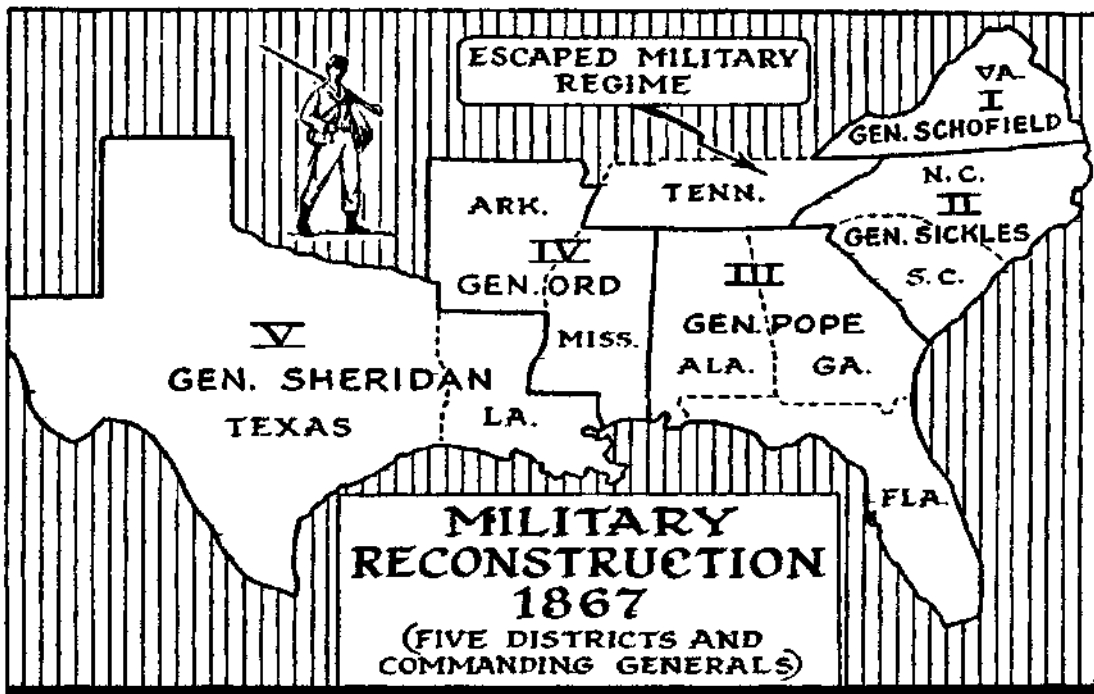 ESCAPED MILITARY
REGIME
VA.
I
GEN. SCHOFIELD
N.C.
II
GEN. SICKLES
S.C.
TENN.
ARK.
IV
GEN. ORD
MISS.
III
GEN. POPE
ALA. GA.
FLA.
V
GEN. SHERIDAN
TEXAS
LA.
MILITARY
RECONSTRUCTION
1867
(FIVE DISTRICTS AND
COMMANDING GENERALS)